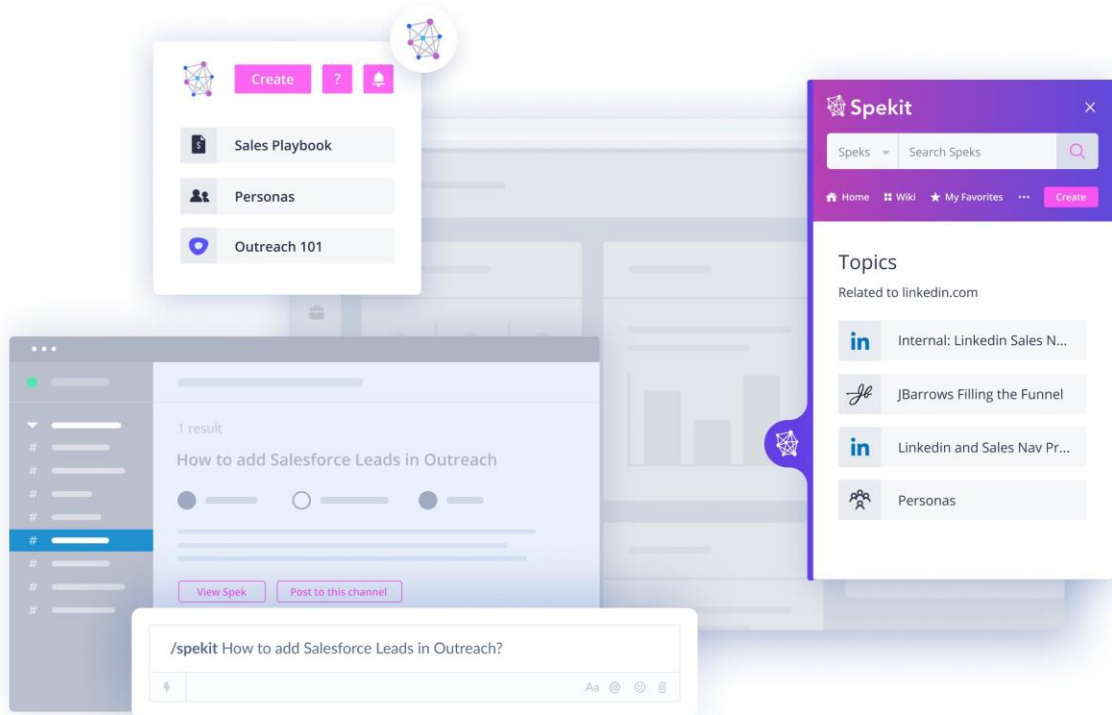 Create ?
Sales Playbook
Personas
Outreach 101
Spekit
Speks Search Speks
Home Wiki My Favorites ... Create
Topics
Related to linkedin.com
in Internal: Linkedin Sales N...
Jb JBarrows Filling the Funnel
in Linkedin and Sales Nav Pr...
Personas
1 result
How to add Salesforce Leads in Outreach
#
#
#
#
#
#
#
#
View Spek Post to this channel
/spekit How to add Salesforce Leads in Outreach?
Aa @